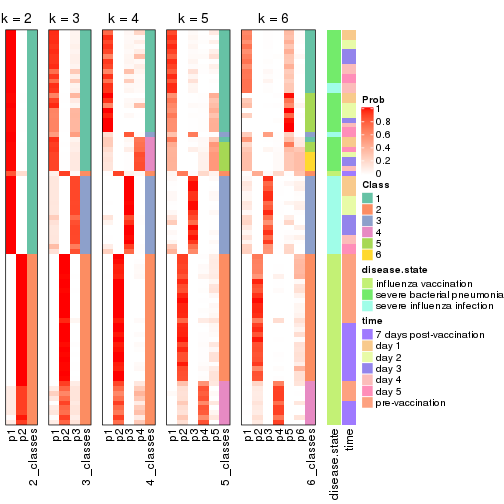 k = 2 k = 3 k = 4 k = 5 k = 6
Prob
1
0.8
0.6
0.4
0.2
0
Class
1
2
3
4
5
6
disease.state
influenza vaccination
severe bacterial pneumonia
severe influenza infection
time
7 days post-vaccination
day 1
day 2
day 3
day 4
day 5
pre-vaccination
p1 p2 2_classes p1 p2 p3 3_classes p1 p2 p3 p4 4_classes p1 p2 p3 p4 p5 5_classes p1 p2 p3 p4 p5 p6 6_classes disease.state time